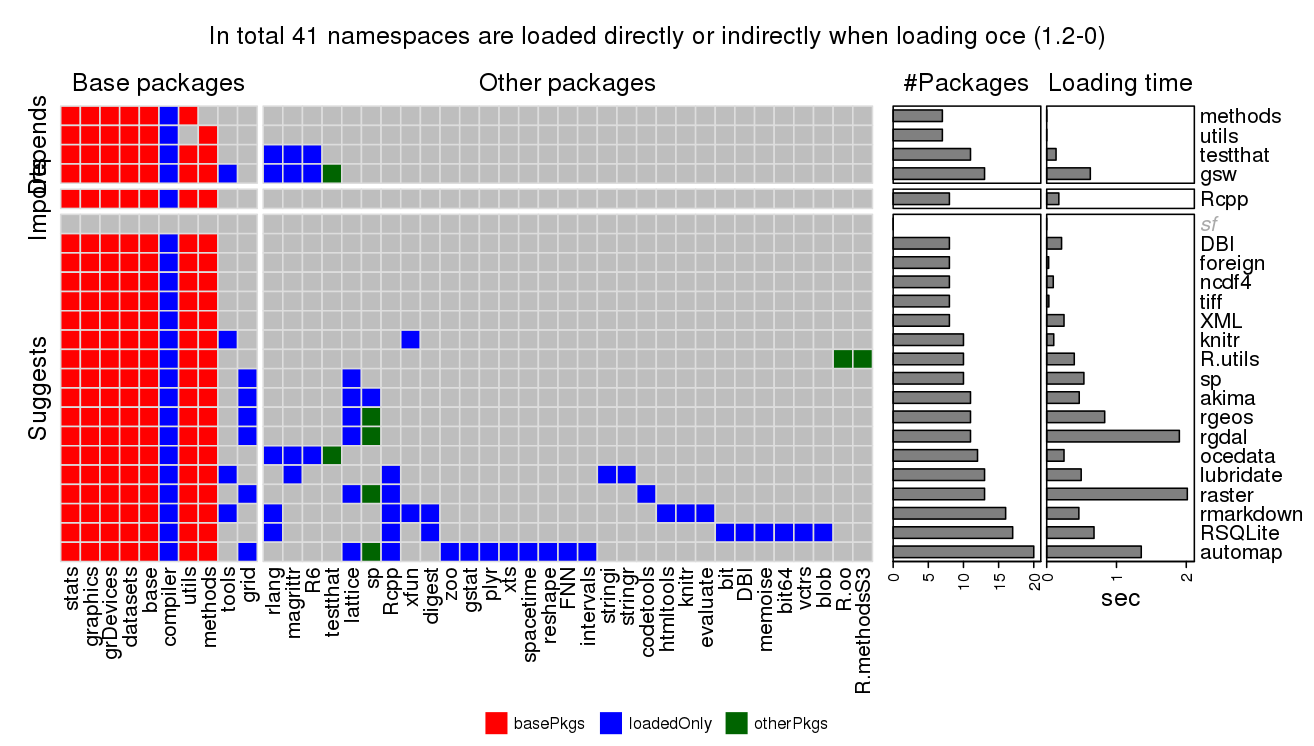 In total 41 namespaces are loaded directly or indirectly when loading oce (1.2-0)
Base packages
Other packages
#Packages
Loading time
Depends
Imports
Suggests
methods
utils
testthat
gsw
Rcpp
sf
DBI
foreign
ncdf4
tiff
XML
knitr
R.utils
sp
akima
rgeos
rgdal
ocedata
lubridate
raster
rmarkdown
RSQLite
automap
stats
graphics
grDevices
datasets
base
compiler
utils
methods
tools
grid
rlang
magrittr
R6
testthat
lattice
sp
Rcpp
xfun
digest
zoo
gstat
plyr
xts
spacetime
reshape
FNN
intervals
stringi
stringr
codetools
htmltools
knitr
evaluate
bit
DBI
memoise
bit64
vctrs
blob
R.oo
R.methodsS3
0 5 10 15 20
0 1 2
sec
basePkgs loadedOnly otherPkgs